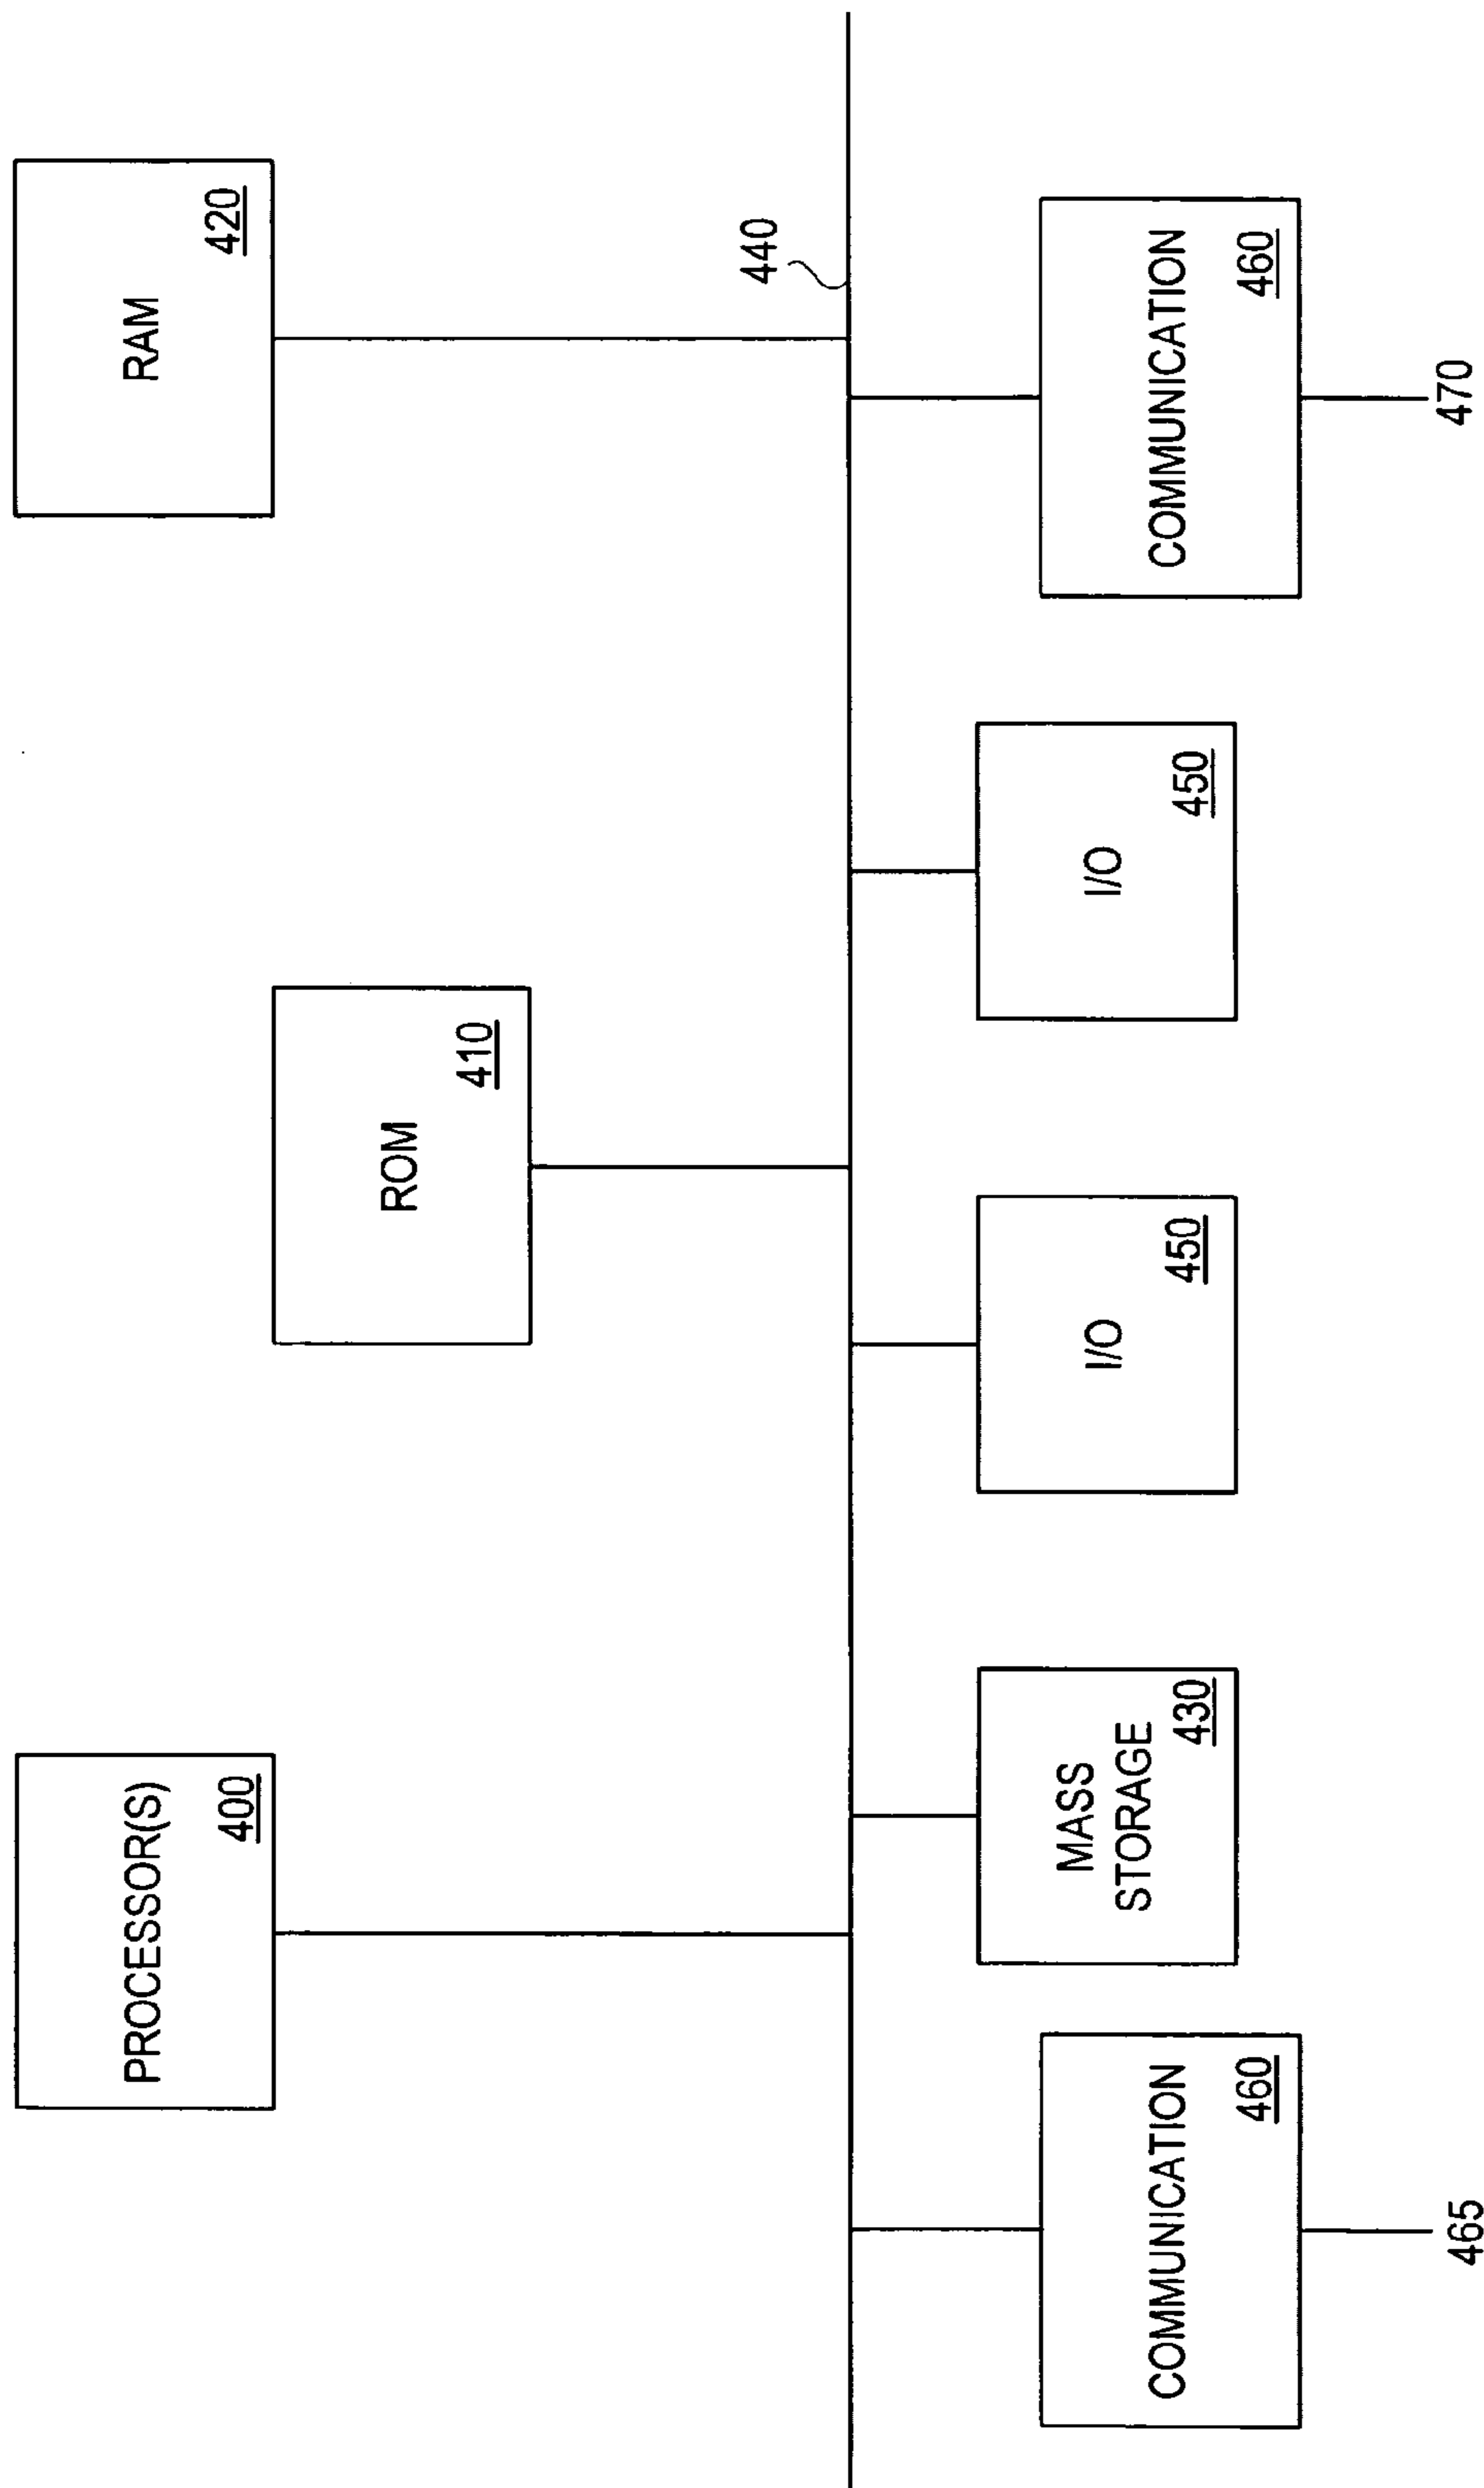 PROCESSOR(S)
400
ROM
410
RAM
420
440
COMMUNICATION
460
465
MASS
STORAGE
430
I/O
450
I/O
450
COMMUNICATION
460
470